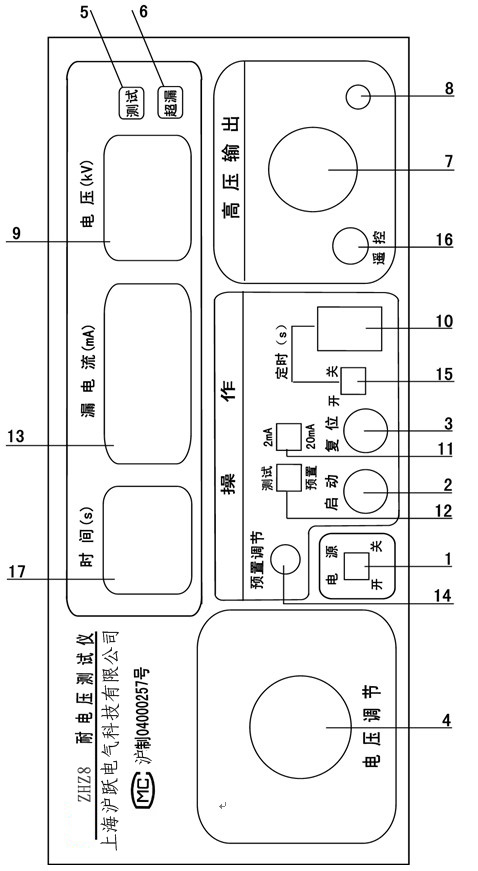 5
6
测试
超漏
电压(kV)
9
漏电流(mA)
13
时间(s)
17
ZHZ8 耐电压测试仪
上海沪跃电气科技有限公司
MC
沪制04000257号
高压输出
8
7
遥控
16
操作
定时(s)
10
开
关
15
复位
3
2mA
20mA
11
启动
2
测试
预置
12
预置调节
14
电源
开
关
1
电压调节
4